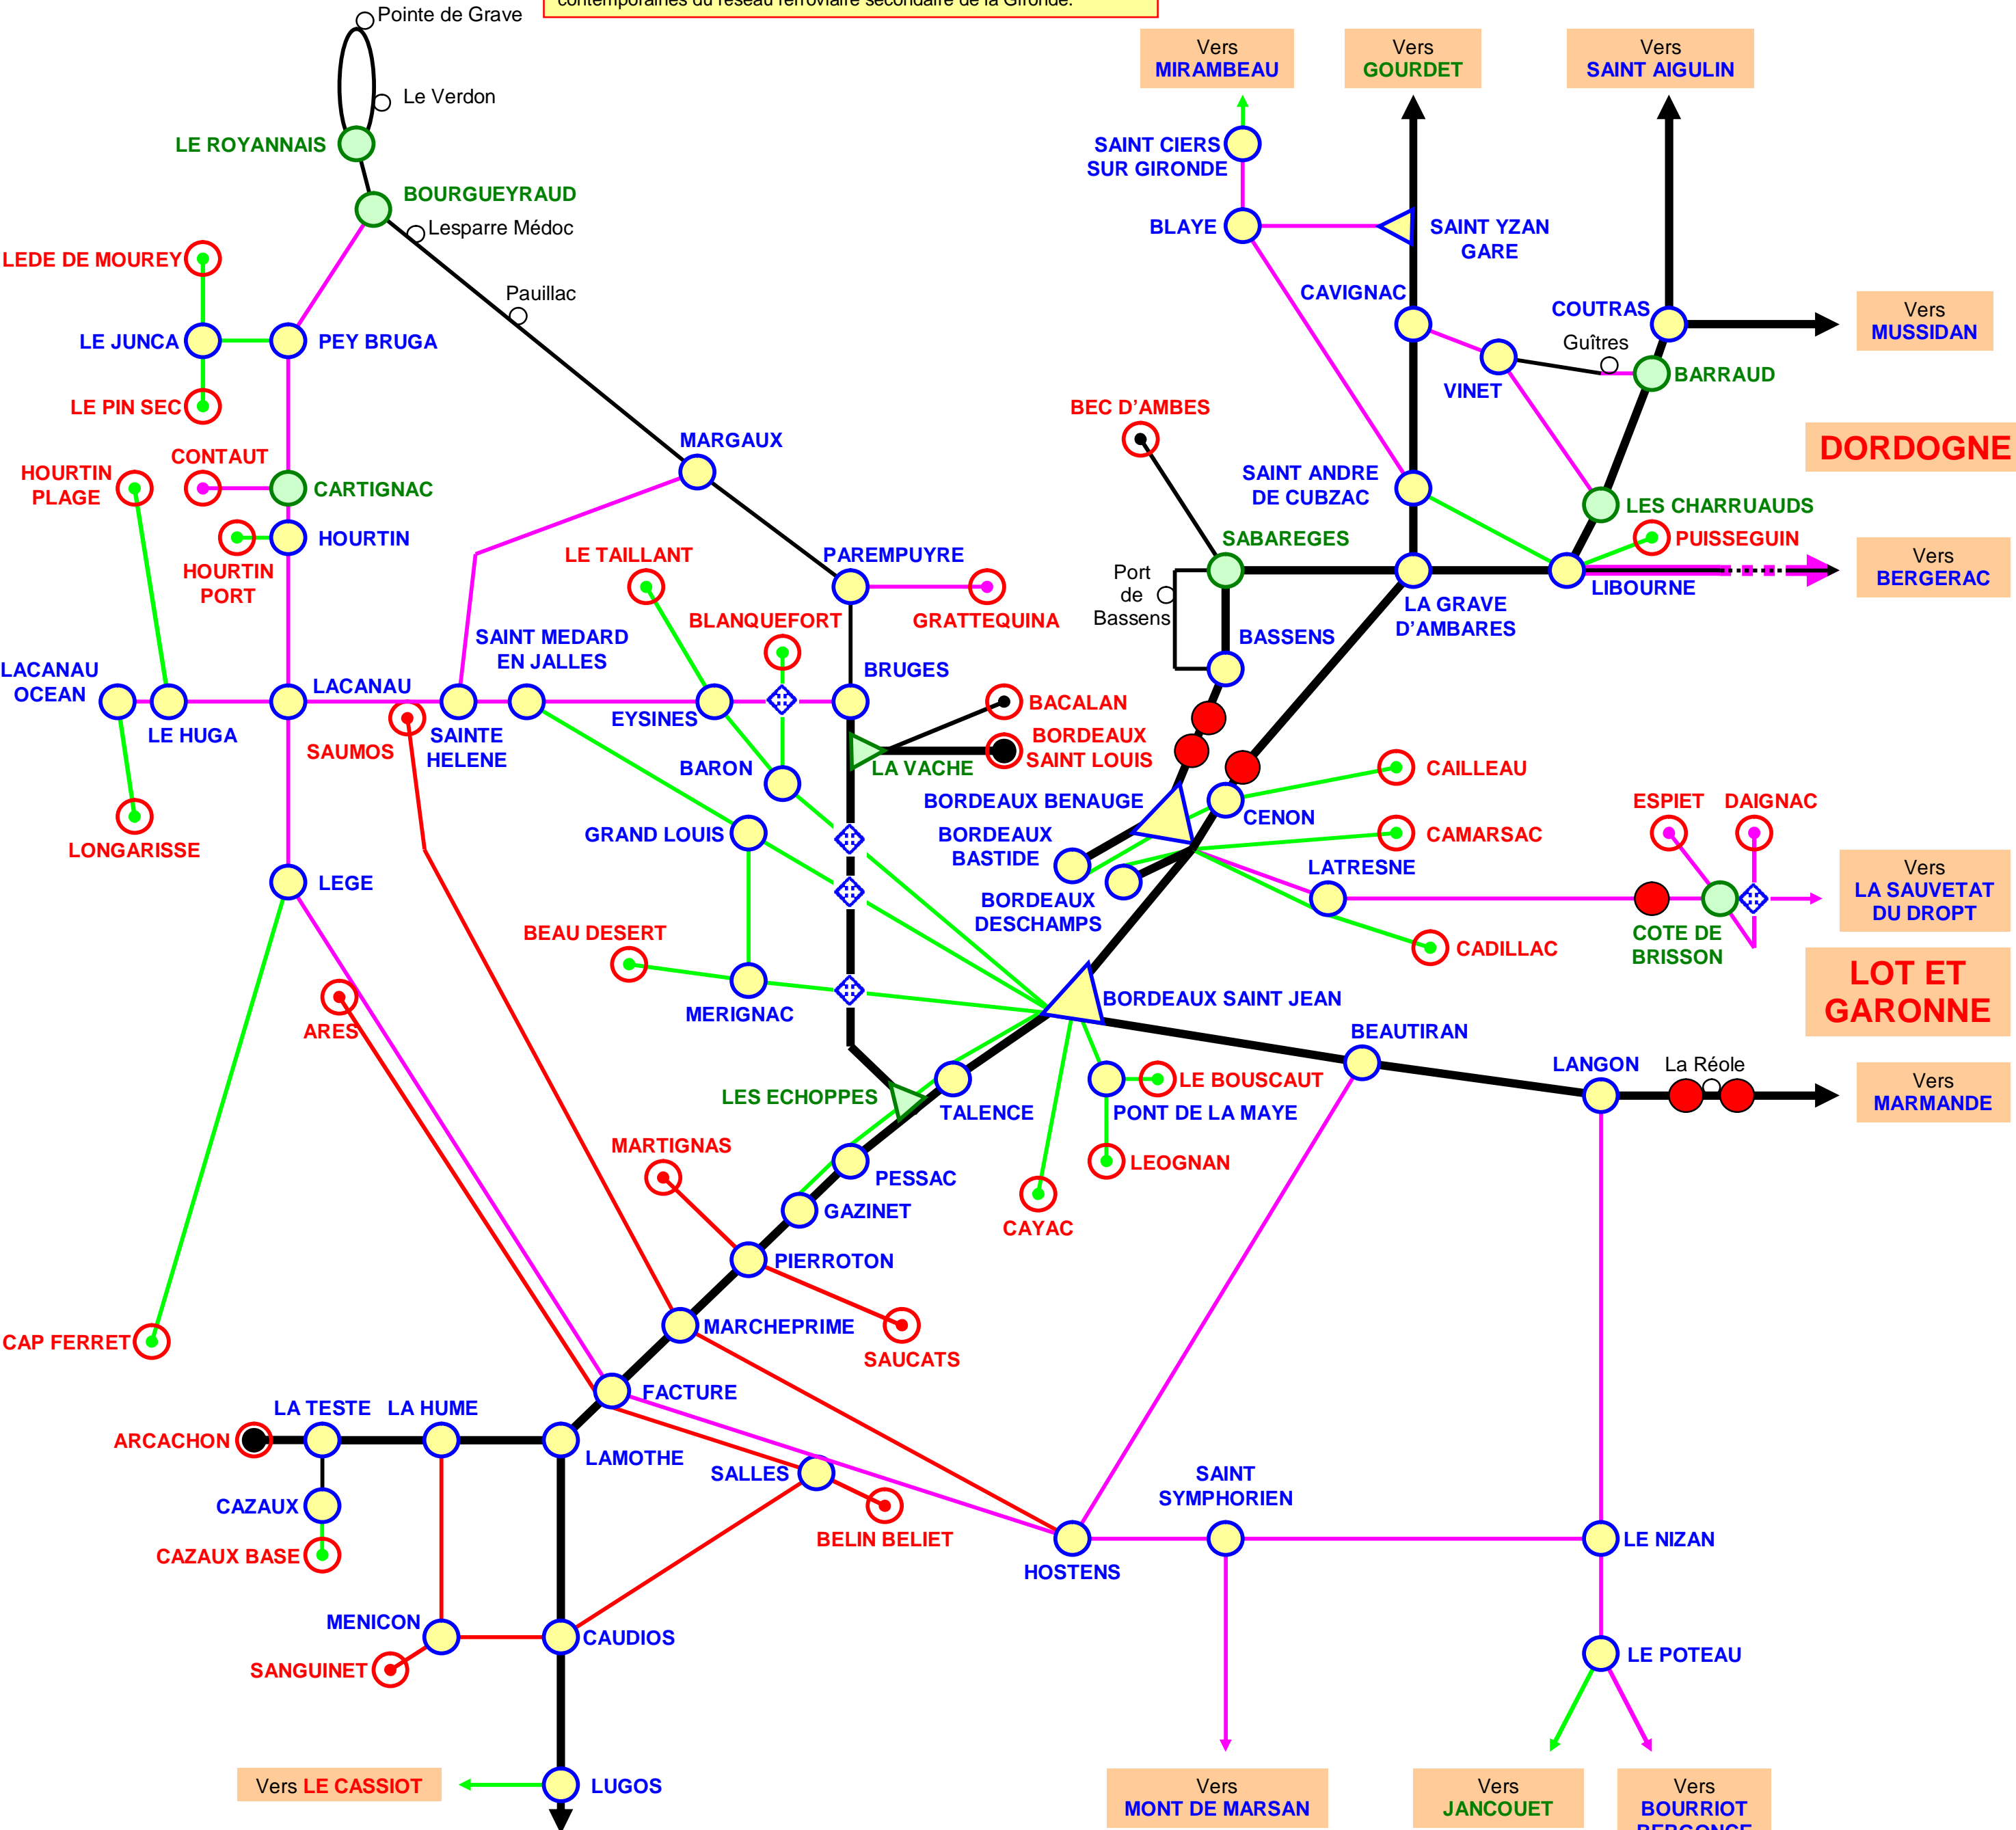 contemporaines du réseau ferroviaire secondaire de la Gironde.
Pointe de Grave
Le Verdon
LE ROYANNAIS
BOURGUEYRAUD
Lesparre Médoc
Pauillac
LEDE DE MOUREY
LE JUNCA
PEY BRUGA
LE PIN SEC
MARGAUX
CONTAUT
HOURTIN
PLAGE
CARTIGNAC
HOURTIN
HOURTIN
PORT
LE TAILLANT
PAREMPUYRE
BLANQUEFORT
GRATTEQUINA
SAINT MEDARD
EN JALLES
BRUGES
LACANAU
OCEAN
LE HUGA
LACANAU
SAUMOS
SAINTE
HELENE
EYSINES
BACALAN
BORDEAUX
SAINT LOUIS
LA VACHE
BARON
LONGARISSE
GRAND LOUIS
LEGE
BEAU DESERT
MERIGNAC
ARES
Vers
MIRAMBEAU
Vers
GOURDET
Vers
SAINT AIGULIN
SAINT CIERS
SUR GIRONDE
BLAYE
SAINT YZAN
GARE
CAVIGNAC
COUTRAS
Vers
MUSSIDAN
Guîtres
BARRAUD
VINET
BEC D’AMBES
DORDOGNE
SAINT ANDRE
DE CUBZAC
LES CHARRUAUDS
SABAREGES
PUISSEGUIN
Port
de
Bassens
Vers
BERGERAC
LIBOURNE
LA GRAVE
D’AMBARES
BASSENS
BORDEAUX BENAUGE
CENON
CAILLEAU
BORDEAUX
BASTIDE
CAMARSAC
ESPIET
DAIGNAC
LATRESNE
BORDEAUX
DESCHAMPS
Vers
LA SAUVETAT
DU DROPT
COTE DE
BRISSON
CADILLAC
LOT ET
GARONNE
BORDEAUX SAINT JEAN
BEAUTIRAN
LANGON
La Réole
Vers
MARMANDE
LES ECHOPPES
TALENCE
LE BOUSCAUT
PONT DE LA MAYE
MARTIGNAS
LEOGNAN
PESSAC
GAZINET
CAYAC
PIERROTON
CAP FERRET
MARCHEPRIME
SAUCATS
FACTURE
LA TESTE
LA HUME
ARCACHON
LAMOTHE
SALLES
SAINT
SYMPHORIEN
CAZAUX
BELIN BELIET
CAZAUX BASE
HOSTENS
LE NIZAN
MENICON
CAUDIOS
SANGUINET
LE POTEAU
Vers LE CASSIOT
LUGOS
Vers
MONT DE MARSAN
Vers
JANCOUET
Vers
BOURRIOT
BERGONCE